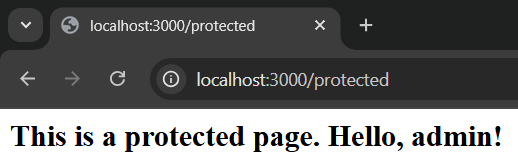 localhost:3000/protected
localhost:3000/protected
This is a protected page. Hello, admin!